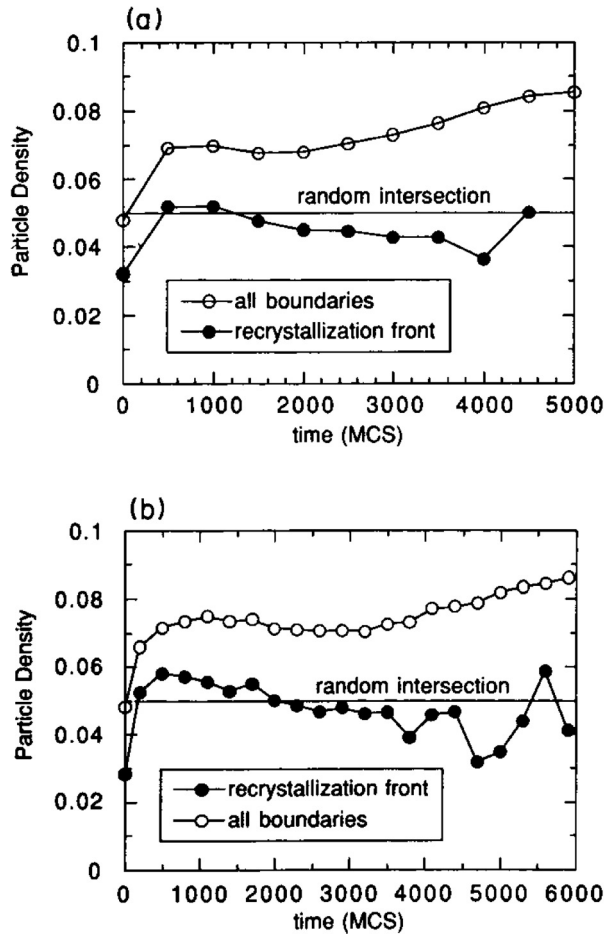 (a)
0.1
0.08
0.06
0.04
0.02
0
Particle Density
random intersection
all boundaries
recrystallization front
0 1000 2000 3000 4000 5000
time (MCS)
(b)
0.1
0.08
0.06
0.04
0.02
0
Particle Density
random intersection
recrystallization front
all boundaries
0 1000 2000 3000 4000 5000 6000
time (MCS)